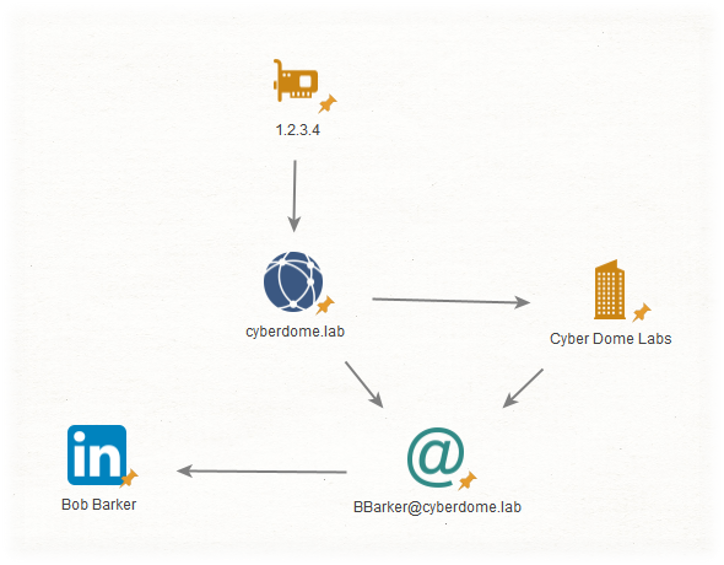 1.2.3.4
cyberdome.lab
Cyber Dome Labs
in
Bob Barker
@
BBarker@cyberdome.lab